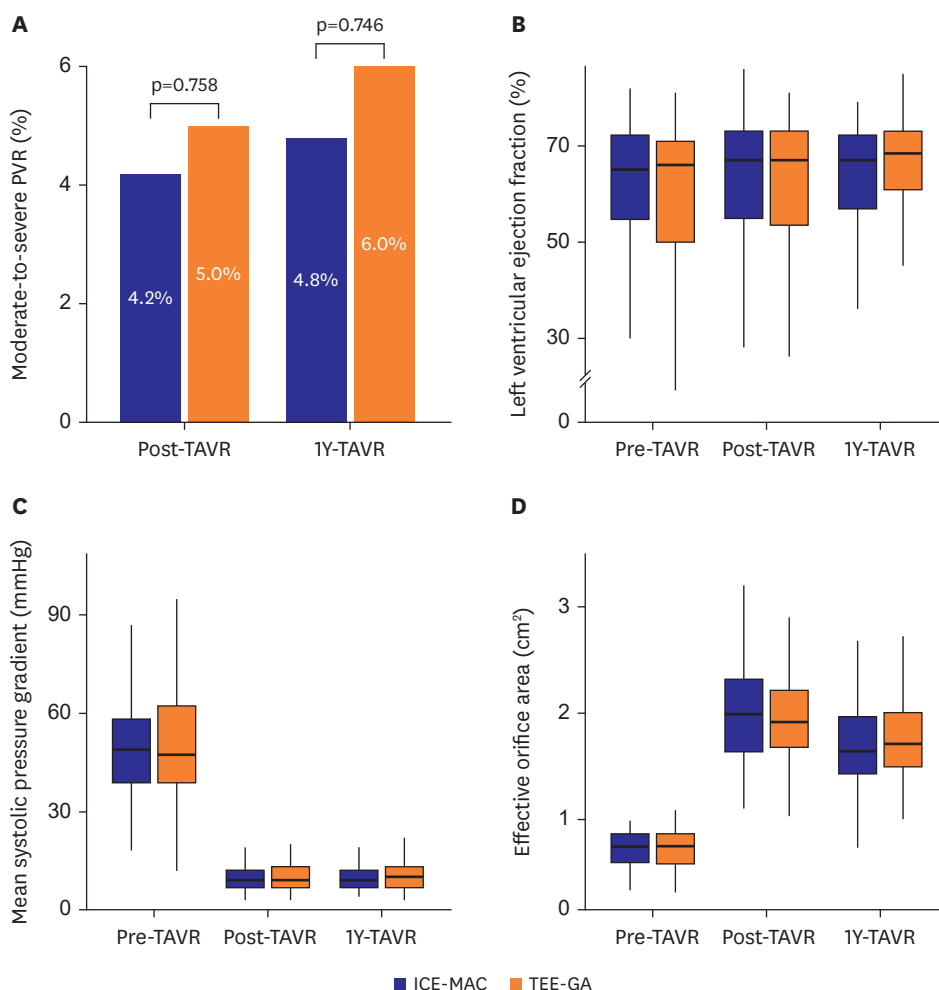 A
Moderate-to-severe PVR (%)
6
4
2
0
p=0.758
p=0.746
4.2%
5.0%
4.8%
6.0%
Post-TAVR
1Y-TAVR
B
Left ventricular ejection fraction (%)
70
50
30
0
Pre-TAVR
Post-TAVR
1Y-TAVR
C
Mean systolic pressure gradient (mmHg)
90
60
30
0
Pre-TAVR
Post-TAVR
1Y-TAVR
D
Effective orifice area (cm²)
3
2
1
0
Pre-TAVR
Post-TAVR
1Y-TAVR
ICE-MAC TEE-GA